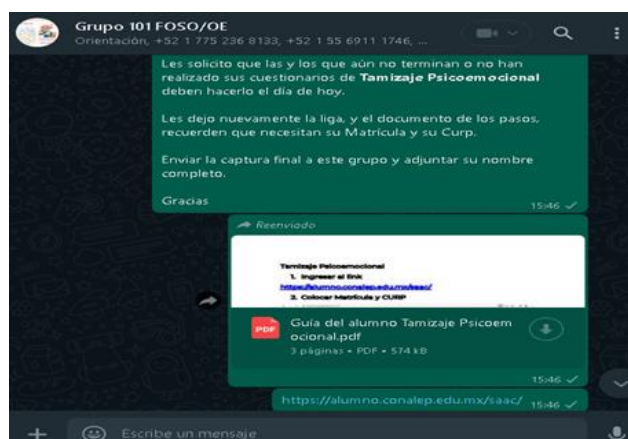 Grupo 101 FOSO/OE
Orientación, +52 1 775 236 8133, +52 1 55 6911 1746, ...
Les solicito que las y los que aún no terminan o no han
realizado sus cuestionarios de Tamizaje Psicoemocional
deben hacerlo el día de hoy.
Les dejo nuevamente la liga, y el documento de los pasos,
recuerden que necesitan su Matrícula y su Curp.
Enviar la captura final a este grupo y adjuntar su nombre
completo.
Gracias
15:46
Reenviado
Tamizaje Psicoemocional
1. Ingresar al link
https://alumno.conalep.edu.mx/saac/
2. Colocar Matrícula y CURP
PDF
Guía del alumno Tamizaje Psicoem
ocional.pdf
3 páginas • PDF • 574 kB
15:46
https://alumno.conalep.edu.mx/saac/
15:46
Escribe un mensaje